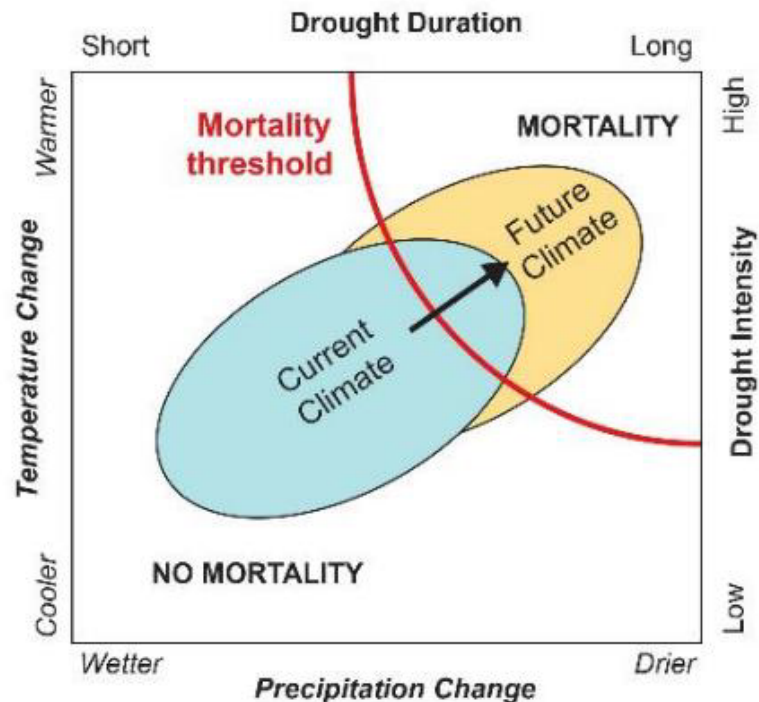 Drought Duration
Short
Long
Warmer
High
Mortality
threshold
MORTALITY
Future
Climate
Current
Climate
Temperature Change
Drought Intensity
NO MORTALITY
Cooler
Low
Wetter
Drier
Precipitation Change